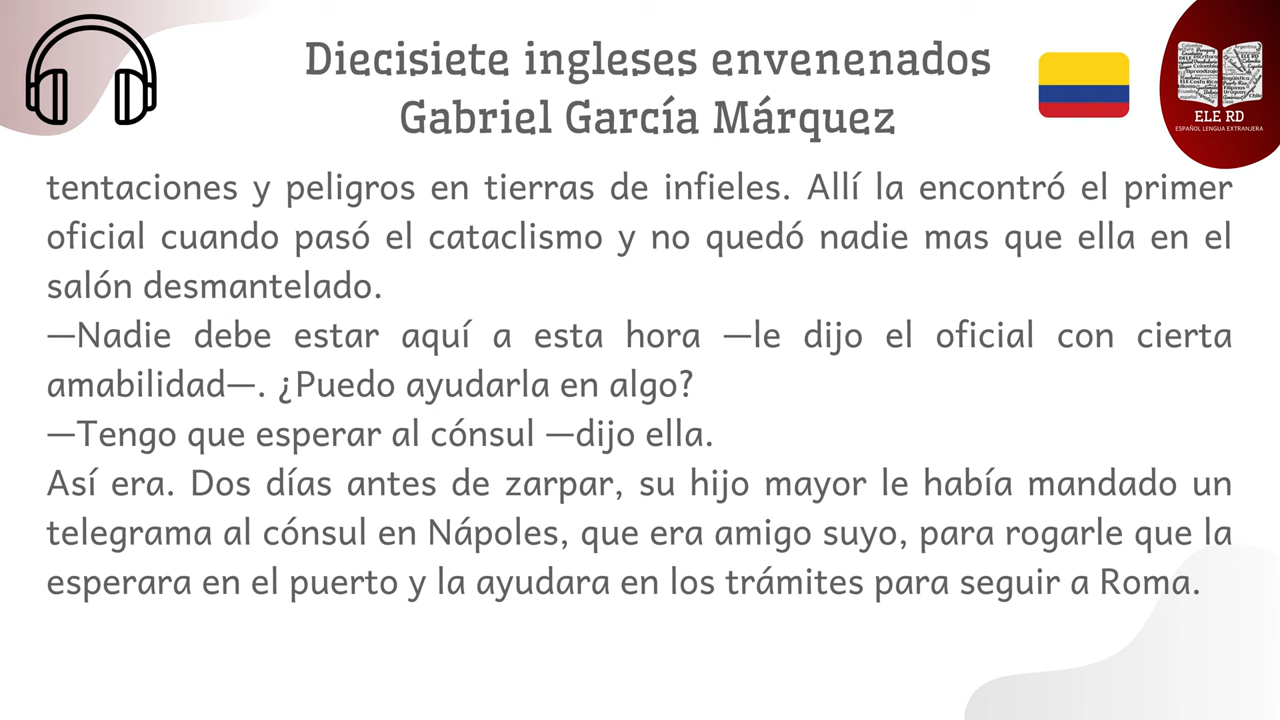 Diecisiete ingleses envenenados
Gabriel García Márquez
ELE RD
ESPAÑOL LENGUA EXTRANJERA
tentaciones y peligros en tierras de infieles. Allí la encontró el primer
oficial cuando pasó el cataclismo y no quedó nadie mas que ella en el
salón desmantelado.
—Nadie debe estar aquí a esta hora —le dijo el oficial con cierta
amabilidad—. ¿Puedo ayudarla en algo?
—Tengo que esperar al cónsul —dijo ella.
Así era. Dos días antes de zarpar, su hijo mayor le había mandado un
telegrama al cónsul en Nápoles, que era amigo suyo, para rogarle que la
esperara en el puerto y la ayudara en los trámites para seguir a Roma.